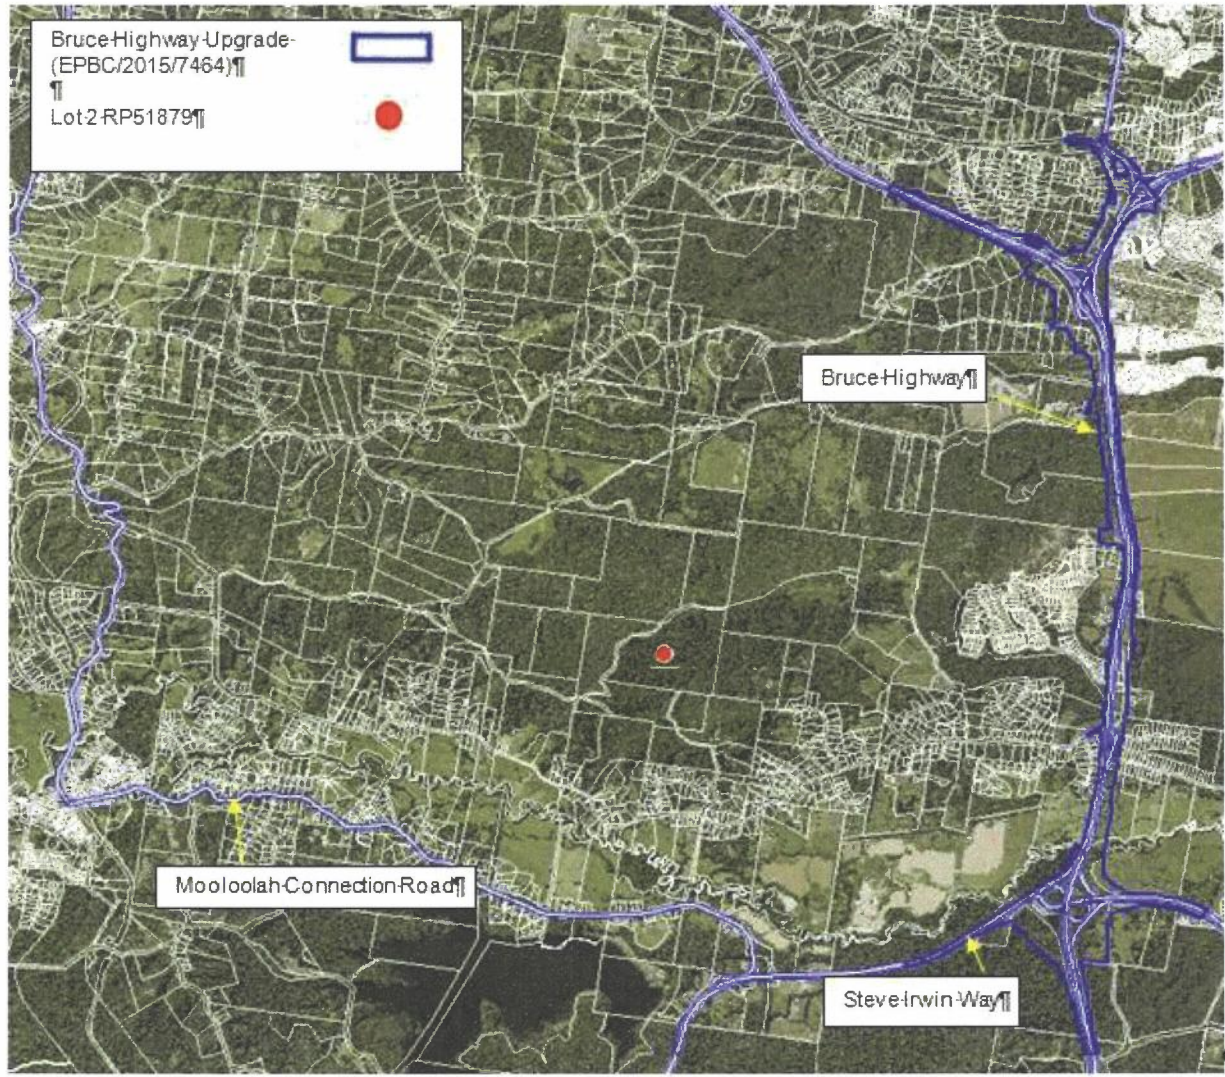 Bruce·Highway·Upgrade·
(EPBC/2015/7464)¶
¶
Lot·2·RP51879¶
Bruce·Highway¶
Mooloolah·Connection·Road¶
Steve·Irwin·Way¶